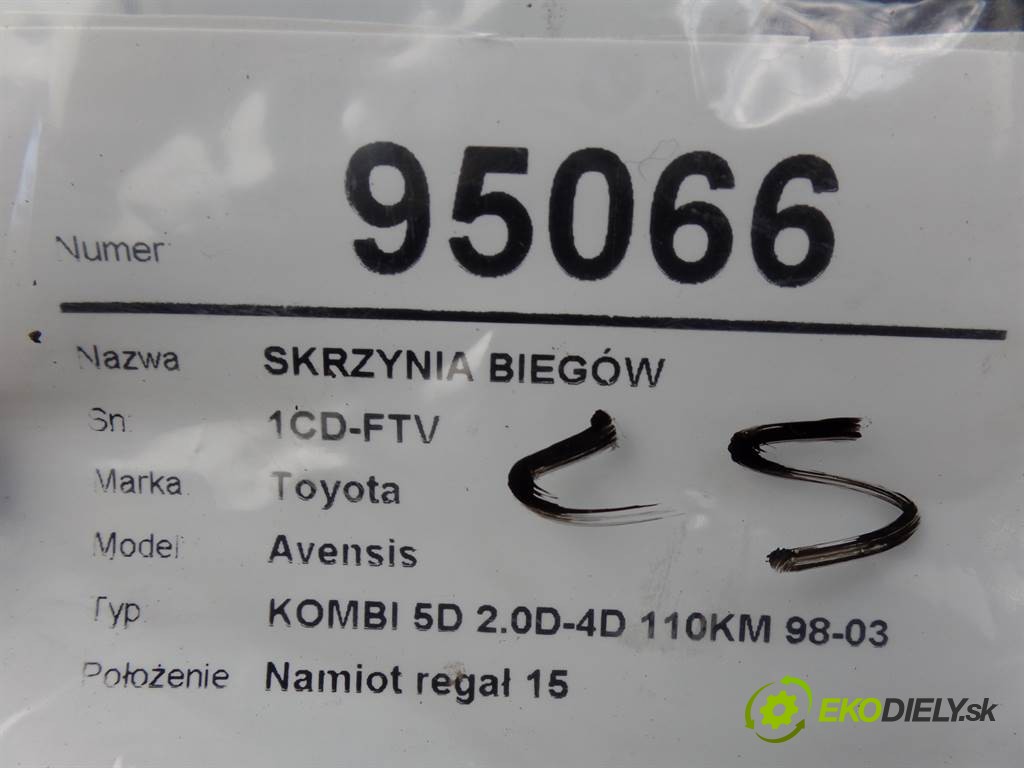 Numer 95066
Nazwa SKRZYNIA BIEGÓW
Sn: 1CD-FTV
Marka Toyota
CS
Model Avensis
Typ KOMBI 5D 2.0D-4D 110KM 98-03
Położenie Namiot regał 15
EKODIELY.sk